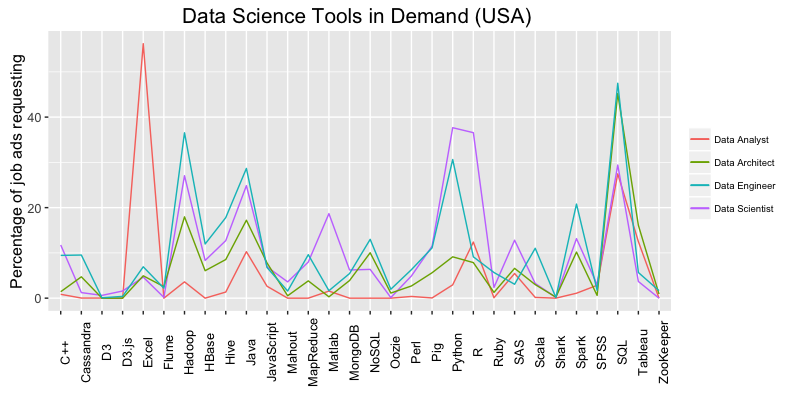 Data Science Tools in Demand (USA)
Percentage of job ads requesting
40
20
0
C++
Cassandra
D3
D3.js
Excel
Flume
Hadoop
HBase
Hive
Java
JavaScript
Mahout
MapReduce
Matlab
MongoDB
NoSQL
Oozie
Perl
Pig
Python
R
Ruby
SAS
Scala
Shark
Spark
SPSS
SQL
Tableau
ZooKeeper
Data Analyst
Data Architect
Data Engineer
Data Scientist